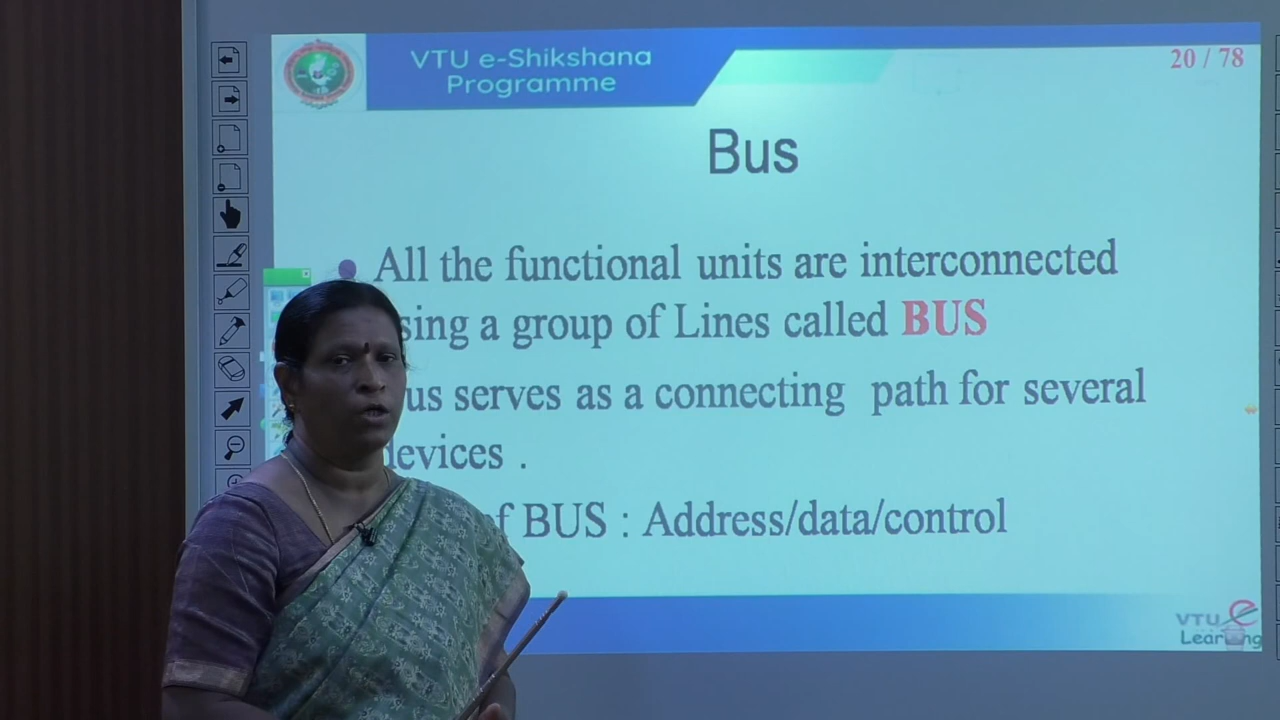 VTU e-Shikshana
Programme
20 / 78
Bus
All the functional units are interconnected
sing a group of Lines called BUS
us serves as a connecting path for several
devices .
f BUS : Address/data/control
VTU e
Learning